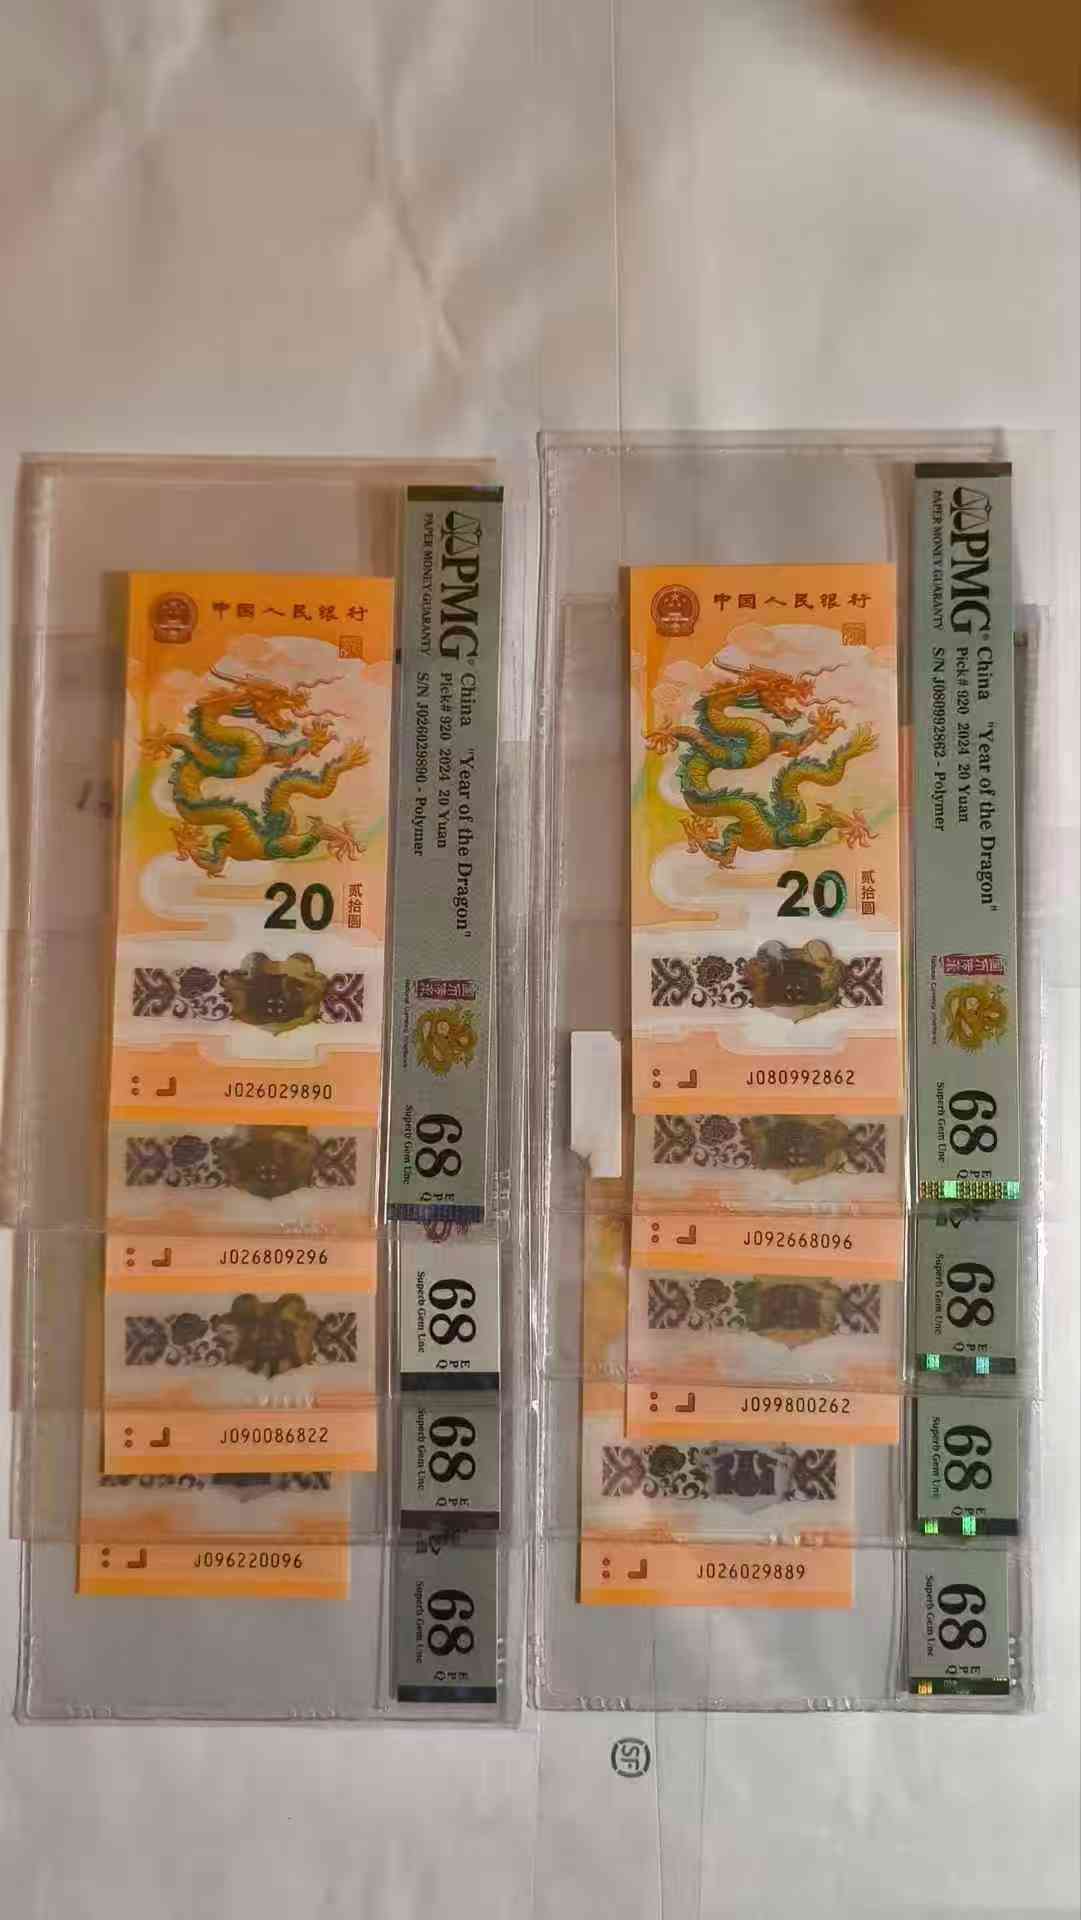 中国人民银行
20
贰拾圆
J026029890
PMG
PAPER MONEY GUARANTY
China "Year of the Dragon"
Pick# 920 2024 20 Yuan
S/N J026029890 - Polymer
68
EPQ
Superb Gem Unc
J026809296
68
EPQ
Superb Gem Unc
J090086822
68
EPQ
Superb Gem Unc
J096220096
68
EPQ
Superb Gem Unc
中国人民银行
20
贰拾圆
J080992862
PMG
PAPER MONEY GUARANTY
China "Year of the Dragon"
Pick# 920 2024 20 Yuan
S/N J080992862 - Polymer
68
EPQ
Superb Gem Unc
J092668096
68
EPQ
Superb Gem Unc
J099800262
68
EPQ
Superb Gem Unc
J026029889
68
EPQ
Superb Gem Unc
SF